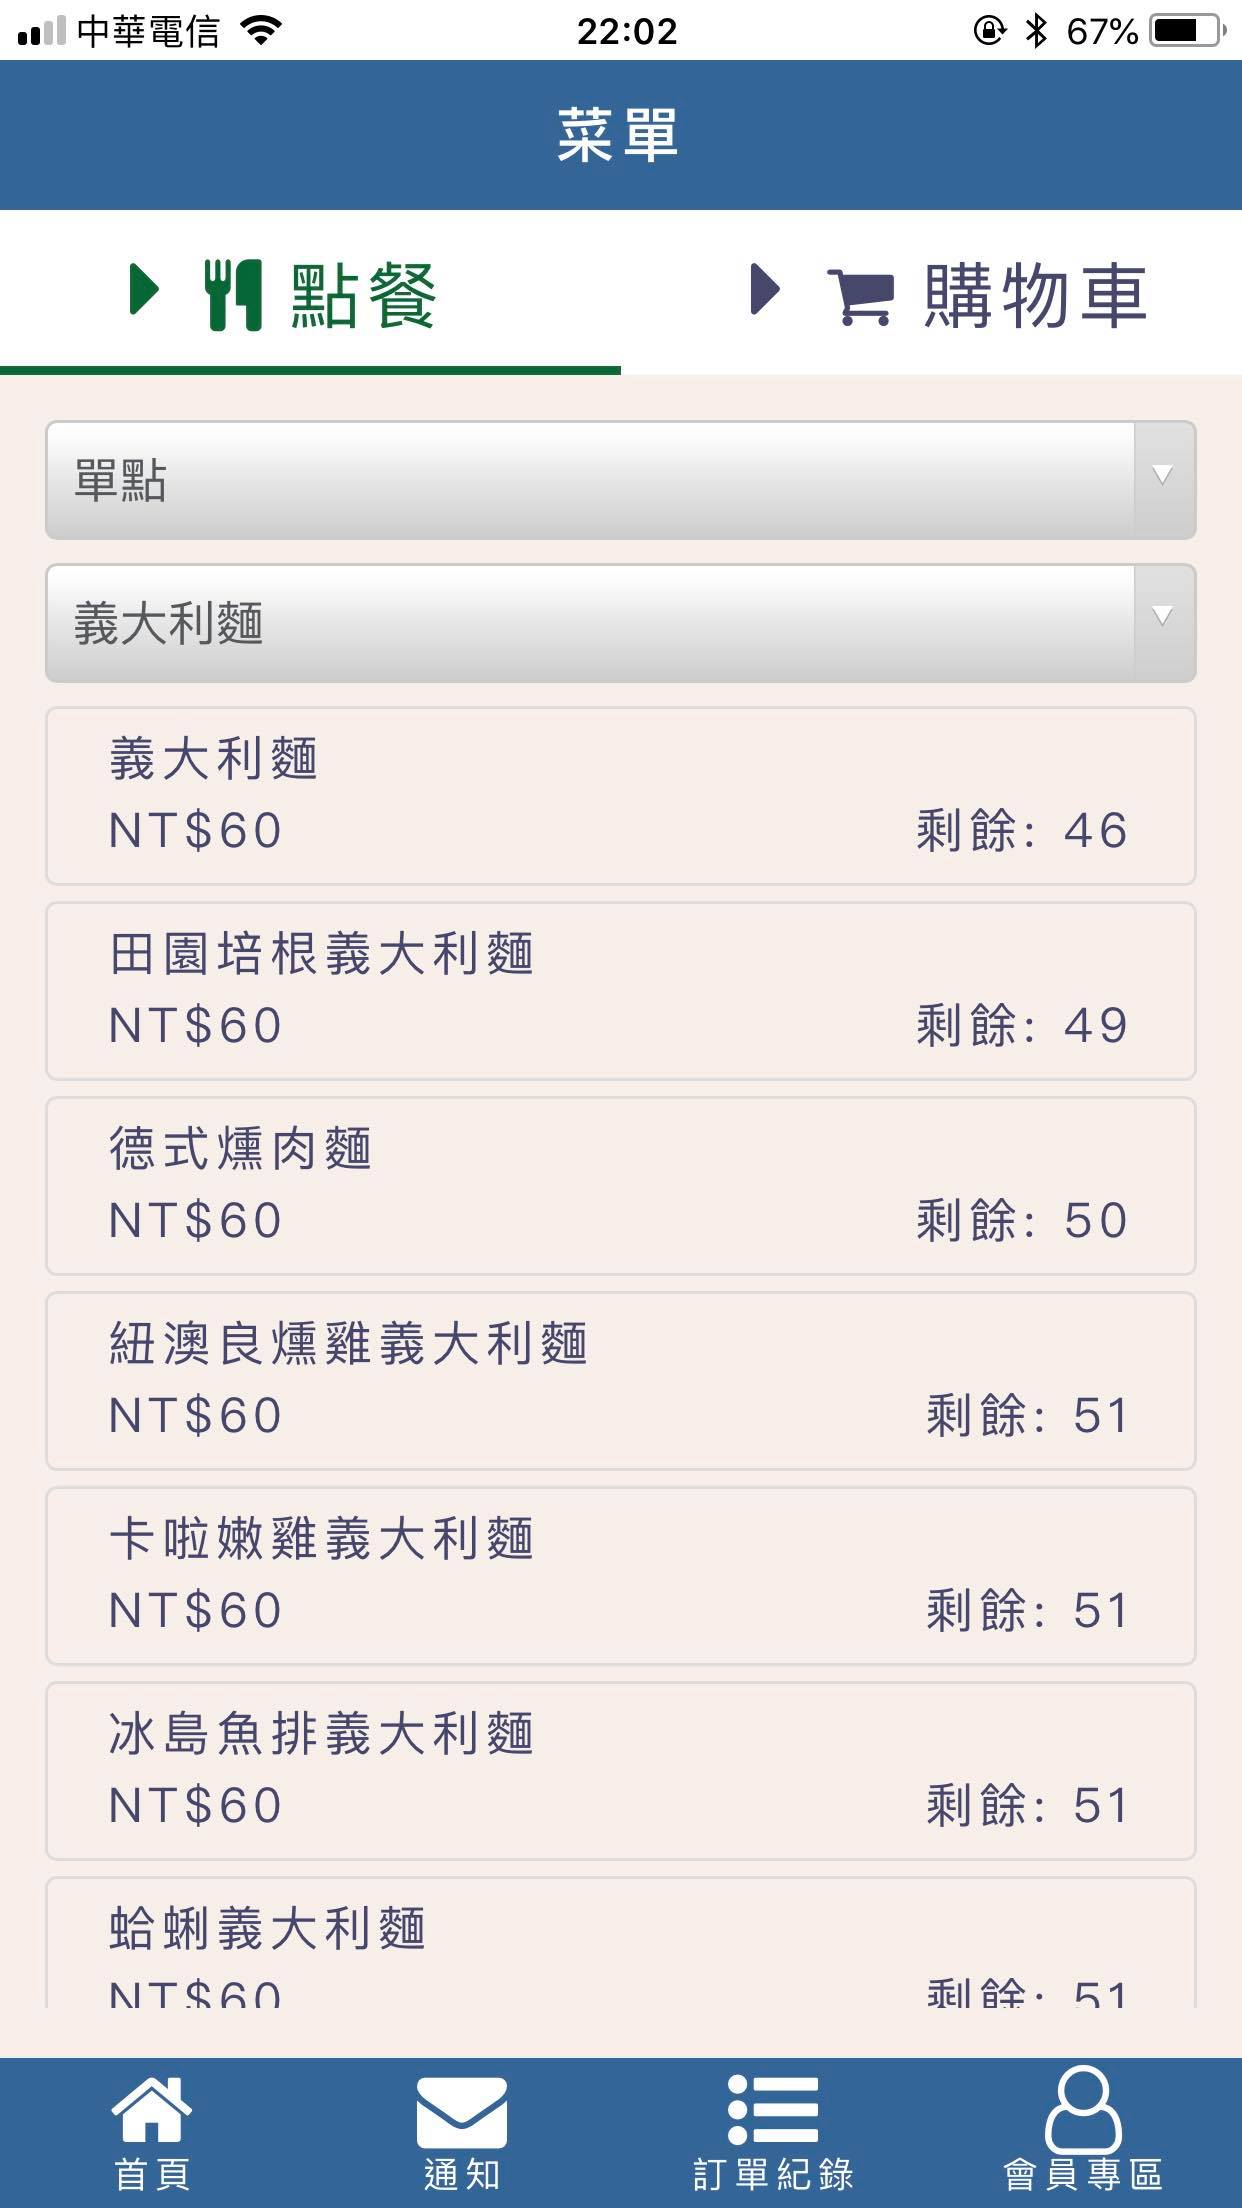 中華電信 22:02 67%
菜單
點餐 購物車
單點
義大利麵
義大利麵
NT$60 剩餘: 46
田園培根義大利麵
NT$60 剩餘: 49
德式燻肉麵
NT$60 剩餘: 50
紐澳良燻雞義大利麵
NT$60 剩餘: 51
卡啦嫩雞義大利麵
NT$60 剩餘: 51
冰島魚排義大利麵
NT$60 剩餘: 51
蛤蜊義大利麵
NT$60 剩餘: 51
首頁 通知 訂單紀錄 會員專區